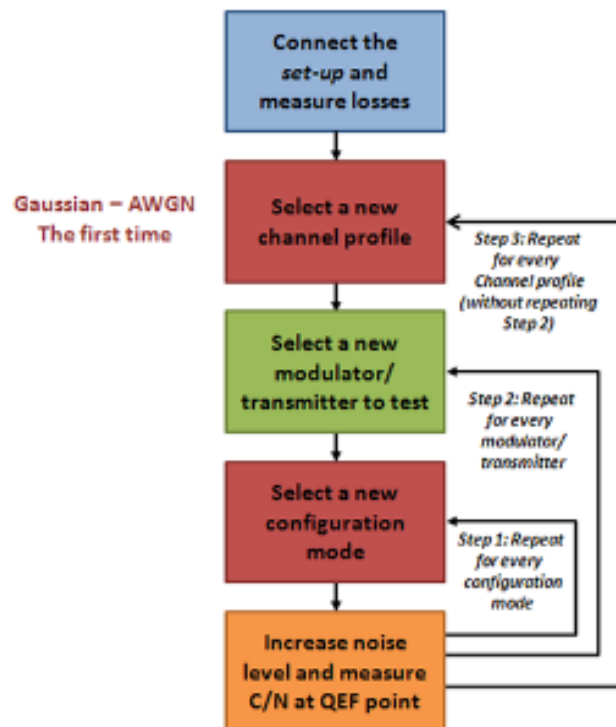 Connect the
set-up and
measure losses
Gaussian – AWGN
The first time
Select a new
channel profile
Step 3: Repeat
for every
Channel profile
(without repeating
Step 2)
Select a new
modulator/
transmitter to test
Step 2: Repeat
for every
modulator/
transmitter
Select a new
configuration
mode
Step 1: Repeat
for every
configuration
mode
Increase noise
level and measure
C/N at QEF point